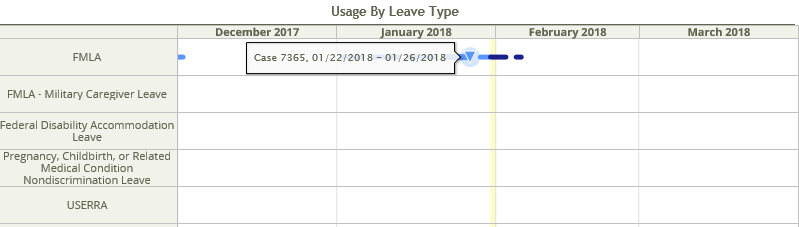 Usage By Leave Type
December 2017 January 2018 February 2018 March 2018
FMLA
Case 7365, 01/22/2018 - 01/26/2018
FMLA - Military Caregiver Leave
Federal Disability Accommodation
Leave
Pregnancy, Childbirth, or Related
Medical Condition
Nondiscrimination Leave
USERRA